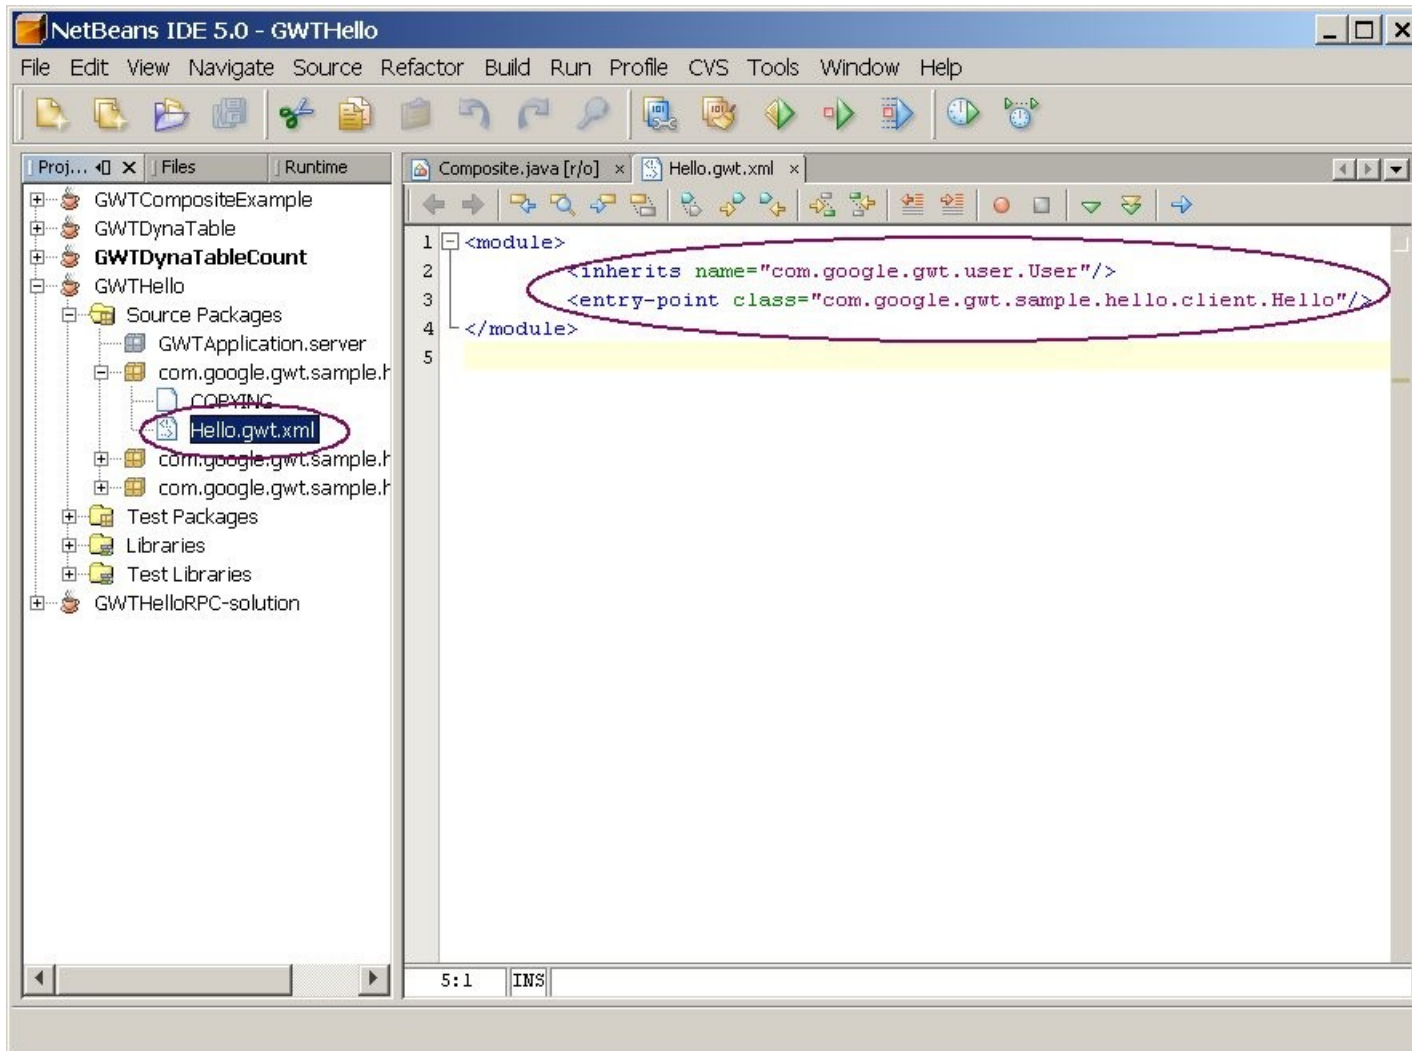 NetBeans IDE 5.0 - GWTHello
File Edit View Navigate Source Refactor Build Run Profile CVS Tools Window Help
Proj... Files Runtime
Composite.java [r/o] Hello.gwt.xml
GWTCompositeExample
GWTDynaTable
GWTDynaTableCount
GWTHello
Source Packages
GWTApplication.server
com.google.gwt.sample.h
COPYING
Hello.gwt.xml
com.google.gwt.sample.h
com.google.gwt.sample.h
Test Packages
Libraries
Test Libraries
GWTHelloRPC-solution
1 <module>
2 <inherits name="com.google.gwt.user.User"/>
3 <entry-point class="com.google.gwt.sample.hello.client.Hello"/>
4 </module>
5
5:1 INS